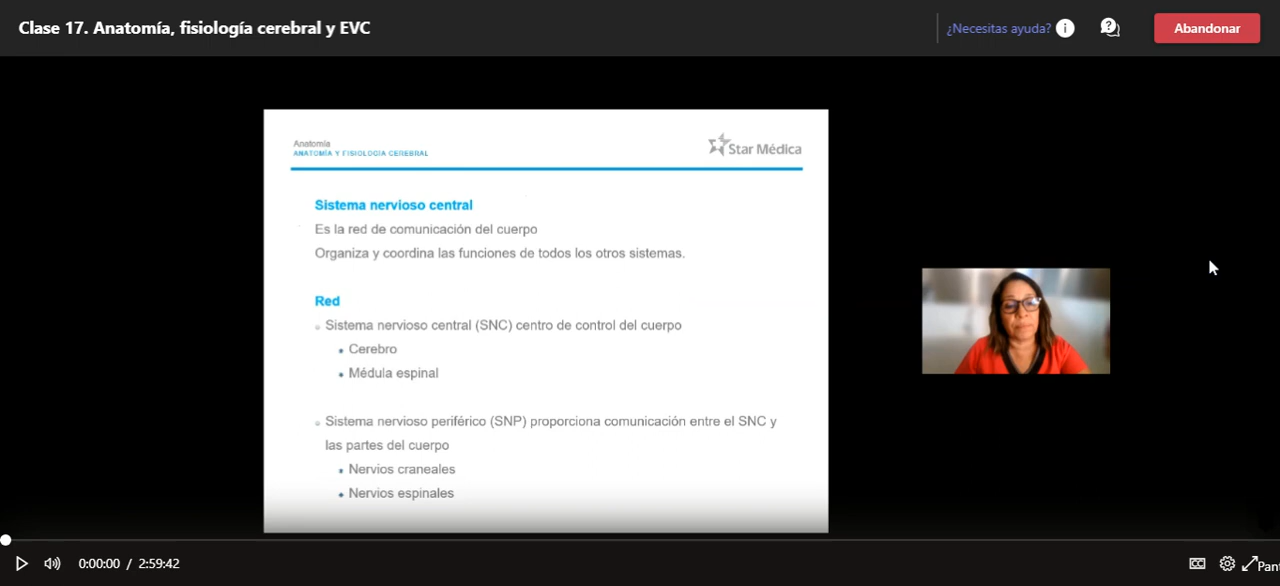 Clase 17. Anatomía, fisiología cerebral y EVC
¿Necesitas ayuda?
Abandonar
Anatomía
ANATOMÍA Y FISIOLOGÍA CEREBRAL
Star Médica
Sistema nervioso central
Es la red de comunicación del cuerpo
Organiza y coordina las funciones de todos los otros sistemas.
Red
Sistema nervioso central (SNC) centro de control del cuerpo
Cerebro
Médula espinal
Sistema nervioso periférico (SNP) proporciona comunicación entre el SNC y
las partes del cuerpo
Nervios craneales
Nervios espinales
0:00:00 / 2:59:42
CC
Pan